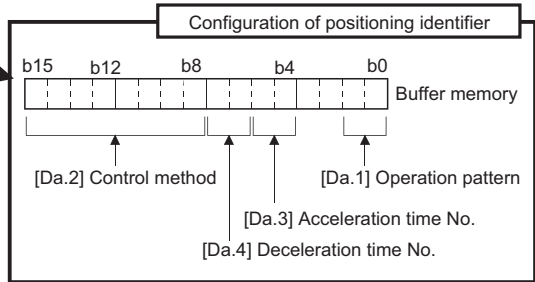 Configuration of positioning identifier
b15 b12 b8 b4 b0
Buffer memory
[Da.2] Control method
[Da.1] Operation pattern
[Da.3] Acceleration time No.
[Da.4] Deceleration time No.